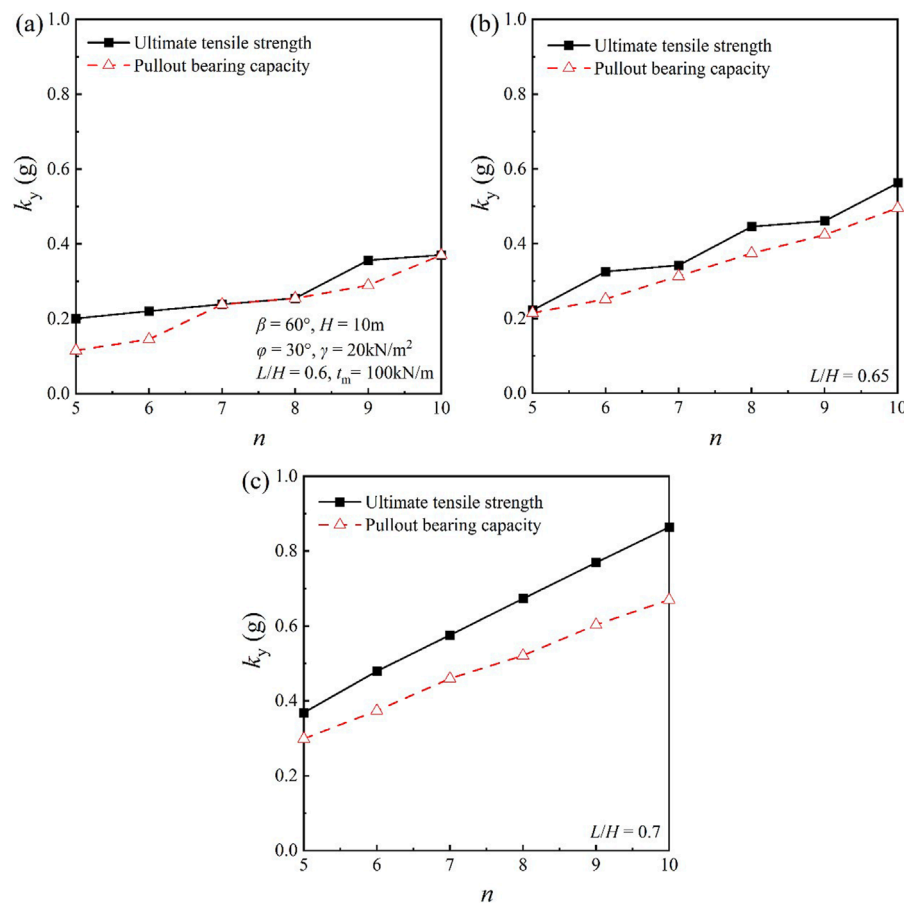 (a)
Ultimate tensile strength
Pullout bearing capacity
1.0
0.8
0.6
0.4
0.2
0.0
k_y (g)
β = 60°, H = 10m
φ = 30°, γ = 20kN/m²
L/H = 0.6, t_m= 100kN/m
5 6 7 8 9 10
n
(b)
Ultimate tensile strength
Pullout bearing capacity
1.0
0.8
0.6
0.4
0.2
0.0
k_y (g)
L/H = 0.65
5 6 7 8 9 10
n
(c)
Ultimate tensile strength
Pullout bearing capacity
1.0
0.8
0.6
0.4
0.2
0.0
k_y (g)
L/H = 0.7
5 6 7 8 9 10
n